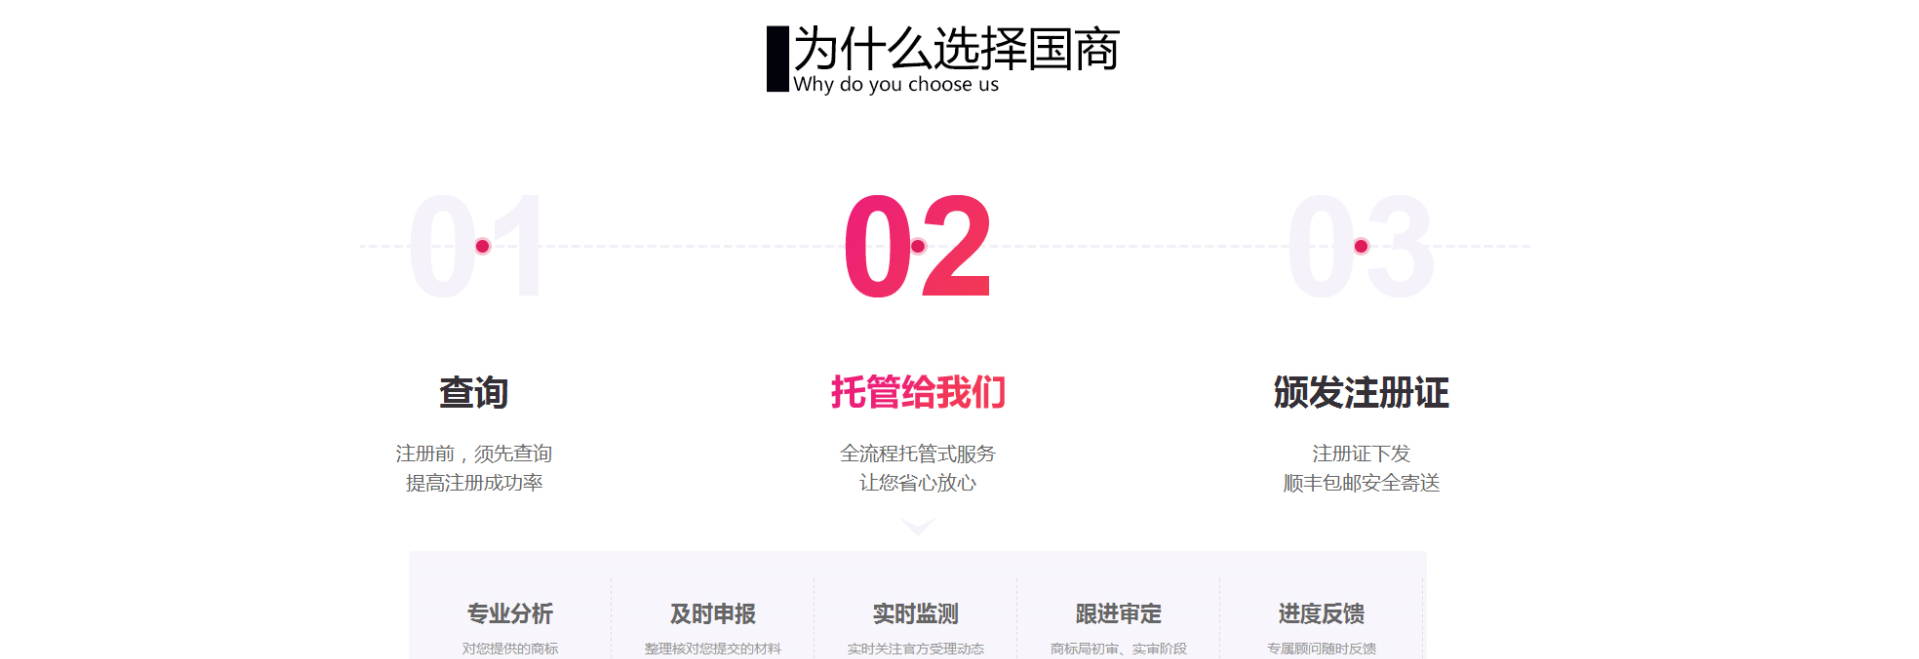 为什么选择国商
Why do you choose us
01
02
03
查询
托管给我们
颁发注册证
注册前，须先查询
提高注册成功率
全流程托管式服务
让您省心放心
注册证下发
顺丰包邮安全寄送
专业分析
及时申报
实时监测
跟进审定
进度反馈
对您提供的商标
整理核对您提交的材料
实时关注官方受理动态
商标局初审、实审阶段
专属顾问随时反馈